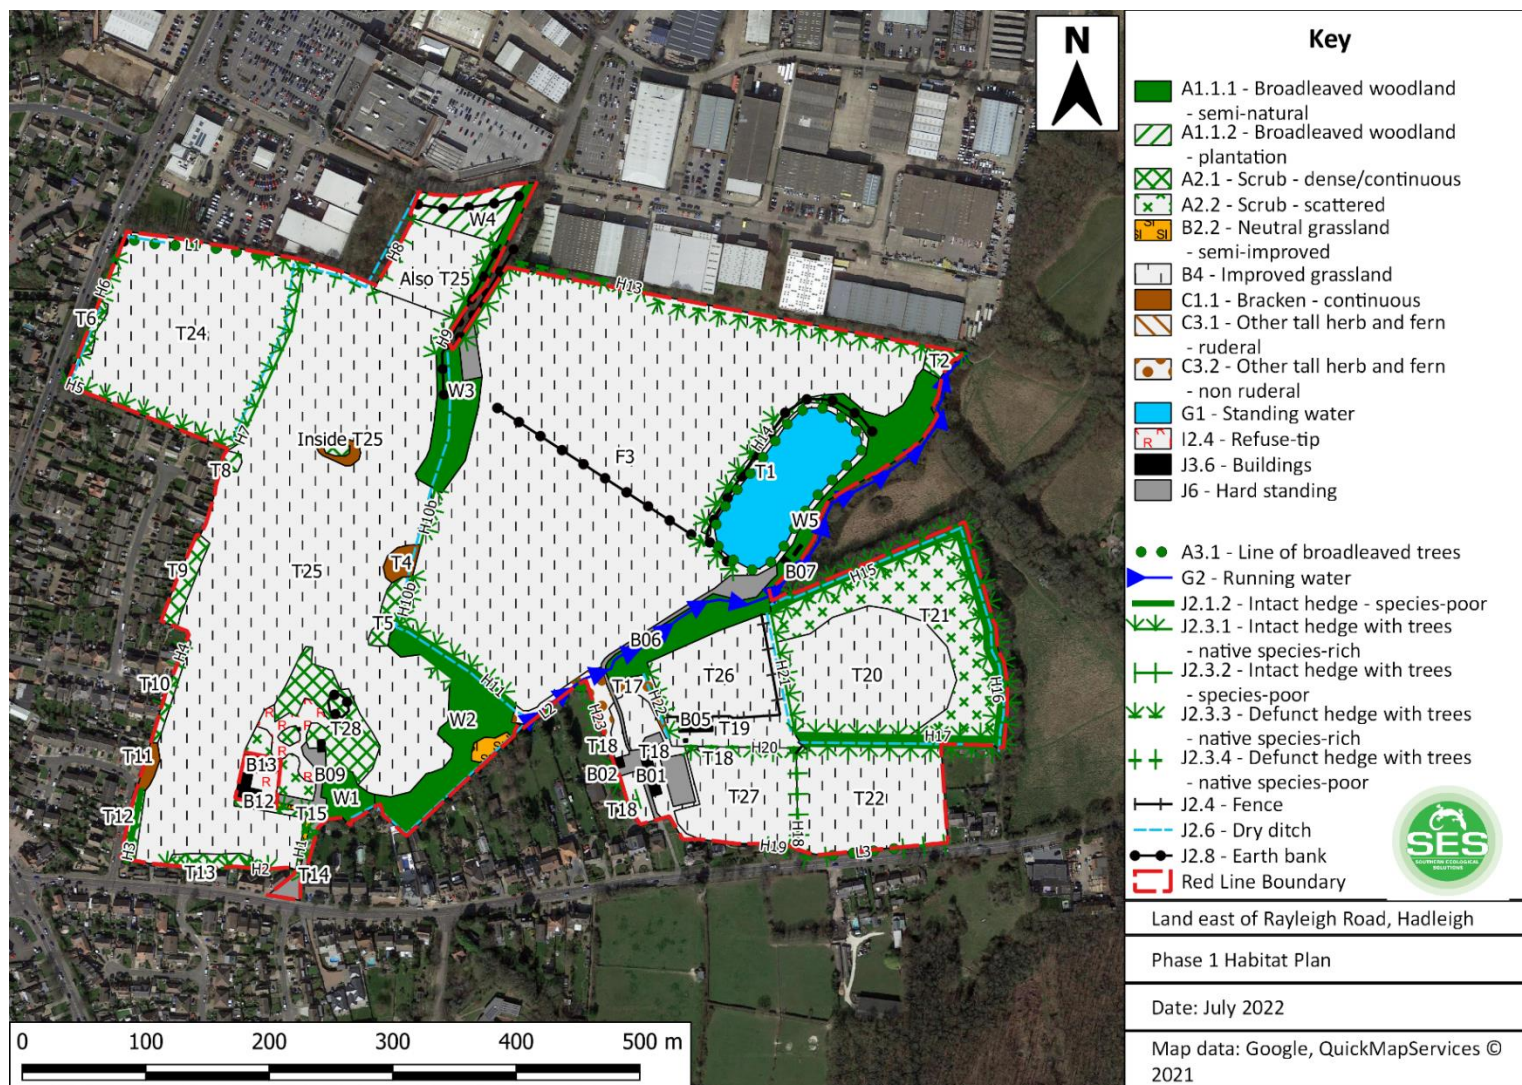 N
Key
A1.1.1 - Broadleaved woodland
- semi-natural
A1.1.2 - Broadleaved woodland
- plantation
A2.1 - Scrub - dense/continuous
A2.2 - Scrub - scattered
B2.2 - Neutral grassland
- semi-improved
B4 - Improved grassland
C1.1 - Bracken - continuous
C3.1 - Other tall herb and fern
- ruderal
C3.2 - Other tall herb and fern
- non ruderal
G1 - Standing water
I2.4 - Refuse-tip
J3.6 - Buildings
J6 - Hard standing
A3.1 - Line of broadleaved trees
G2 - Running water
J2.1.2 - Intact hedge - species-poor
J2.3.1 - Intact hedge with trees
- native species-rich
J2.3.2 - Intact hedge with trees
- species-poor
J2.3.3 - Defunct hedge with trees
- native species-rich
J2.3.4 - Defunct hedge with trees
- native species-poor
J2.4 - Fence
J2.6 - Dry ditch
J2.8 - Earth bank
Red Line Boundary
SES
SOUTHERN ECOLOGICAL
SOLUTIONS
Land east of Rayleigh Road, Hadleigh
Phase 1 Habitat Plan
Date: July 2022
Map data: Google, QuickMapServices ©
2021
W4
L1
H8
Also T25
H13
H6
T6
T24
H9
T2
H5
W3
H7
Inside T25
T8
F3
H14
T1
H10b
W5
T4
T9
T25
B07
H15
H10b
T5
T21
B06
H4
T26
T20
T10
H11
T17
H21
H16
L2
H23
H22
W2
T28
B05
T19
H17
T11
T18
T18
H20
T18
B13
B09
B02
B01
B12
W1
T27
T22
T12
T15
T18
H18
H3
H1
H19
L3
T13
H2
T14
0 100 200 300 400 500 m